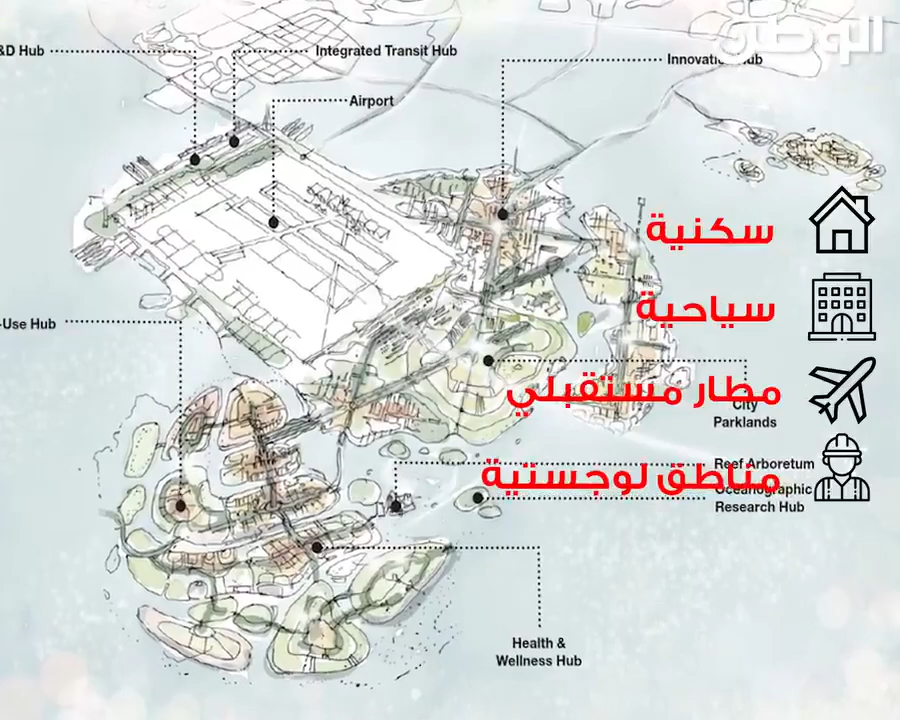 الوطن
&D Hub
Integrated Transit Hub
Innovation Hub
Airport
سكنية
سياحية
-Use Hub
مطار مستقبلي
City
Parklands
Reef Arboretum
مناطق لوجستية
Oceanographic
Research Hub
Health &
Wellness Hub